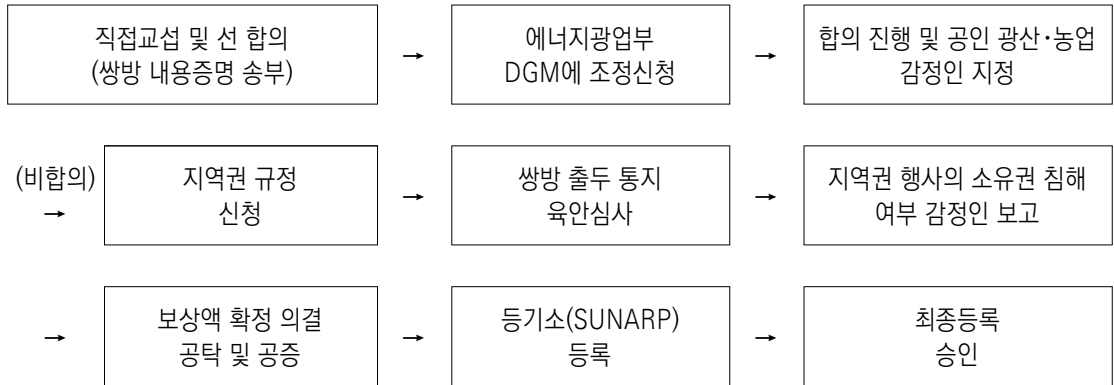 직접교섭 및 선 합의
(쌍방 내용증명 송부)
→
에너지광업부
DGM에 조정신청
→
합의 진행 및 공인 광산·농업
감정인 지정
(비합의)
→
지역권 규정
신청
→
쌍방 출두 통지
육안심사
→
지역권 행사의 소유권 침해
여부 감정인 보고
→
보상액 확정 의결
공탁 및 공증
→
등기소(SUNARP)
등록
→
최종등록
승인